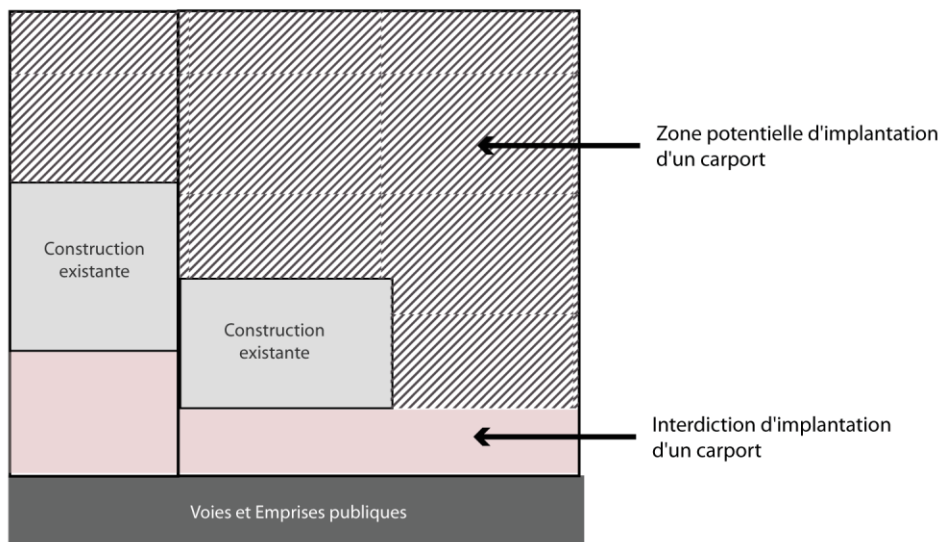 Zone potentielle d'implantation
d'un carport
Construction
existante
Construction
existante
Interdiction d'implantation
d'un carport
Voies et Emprises publiques